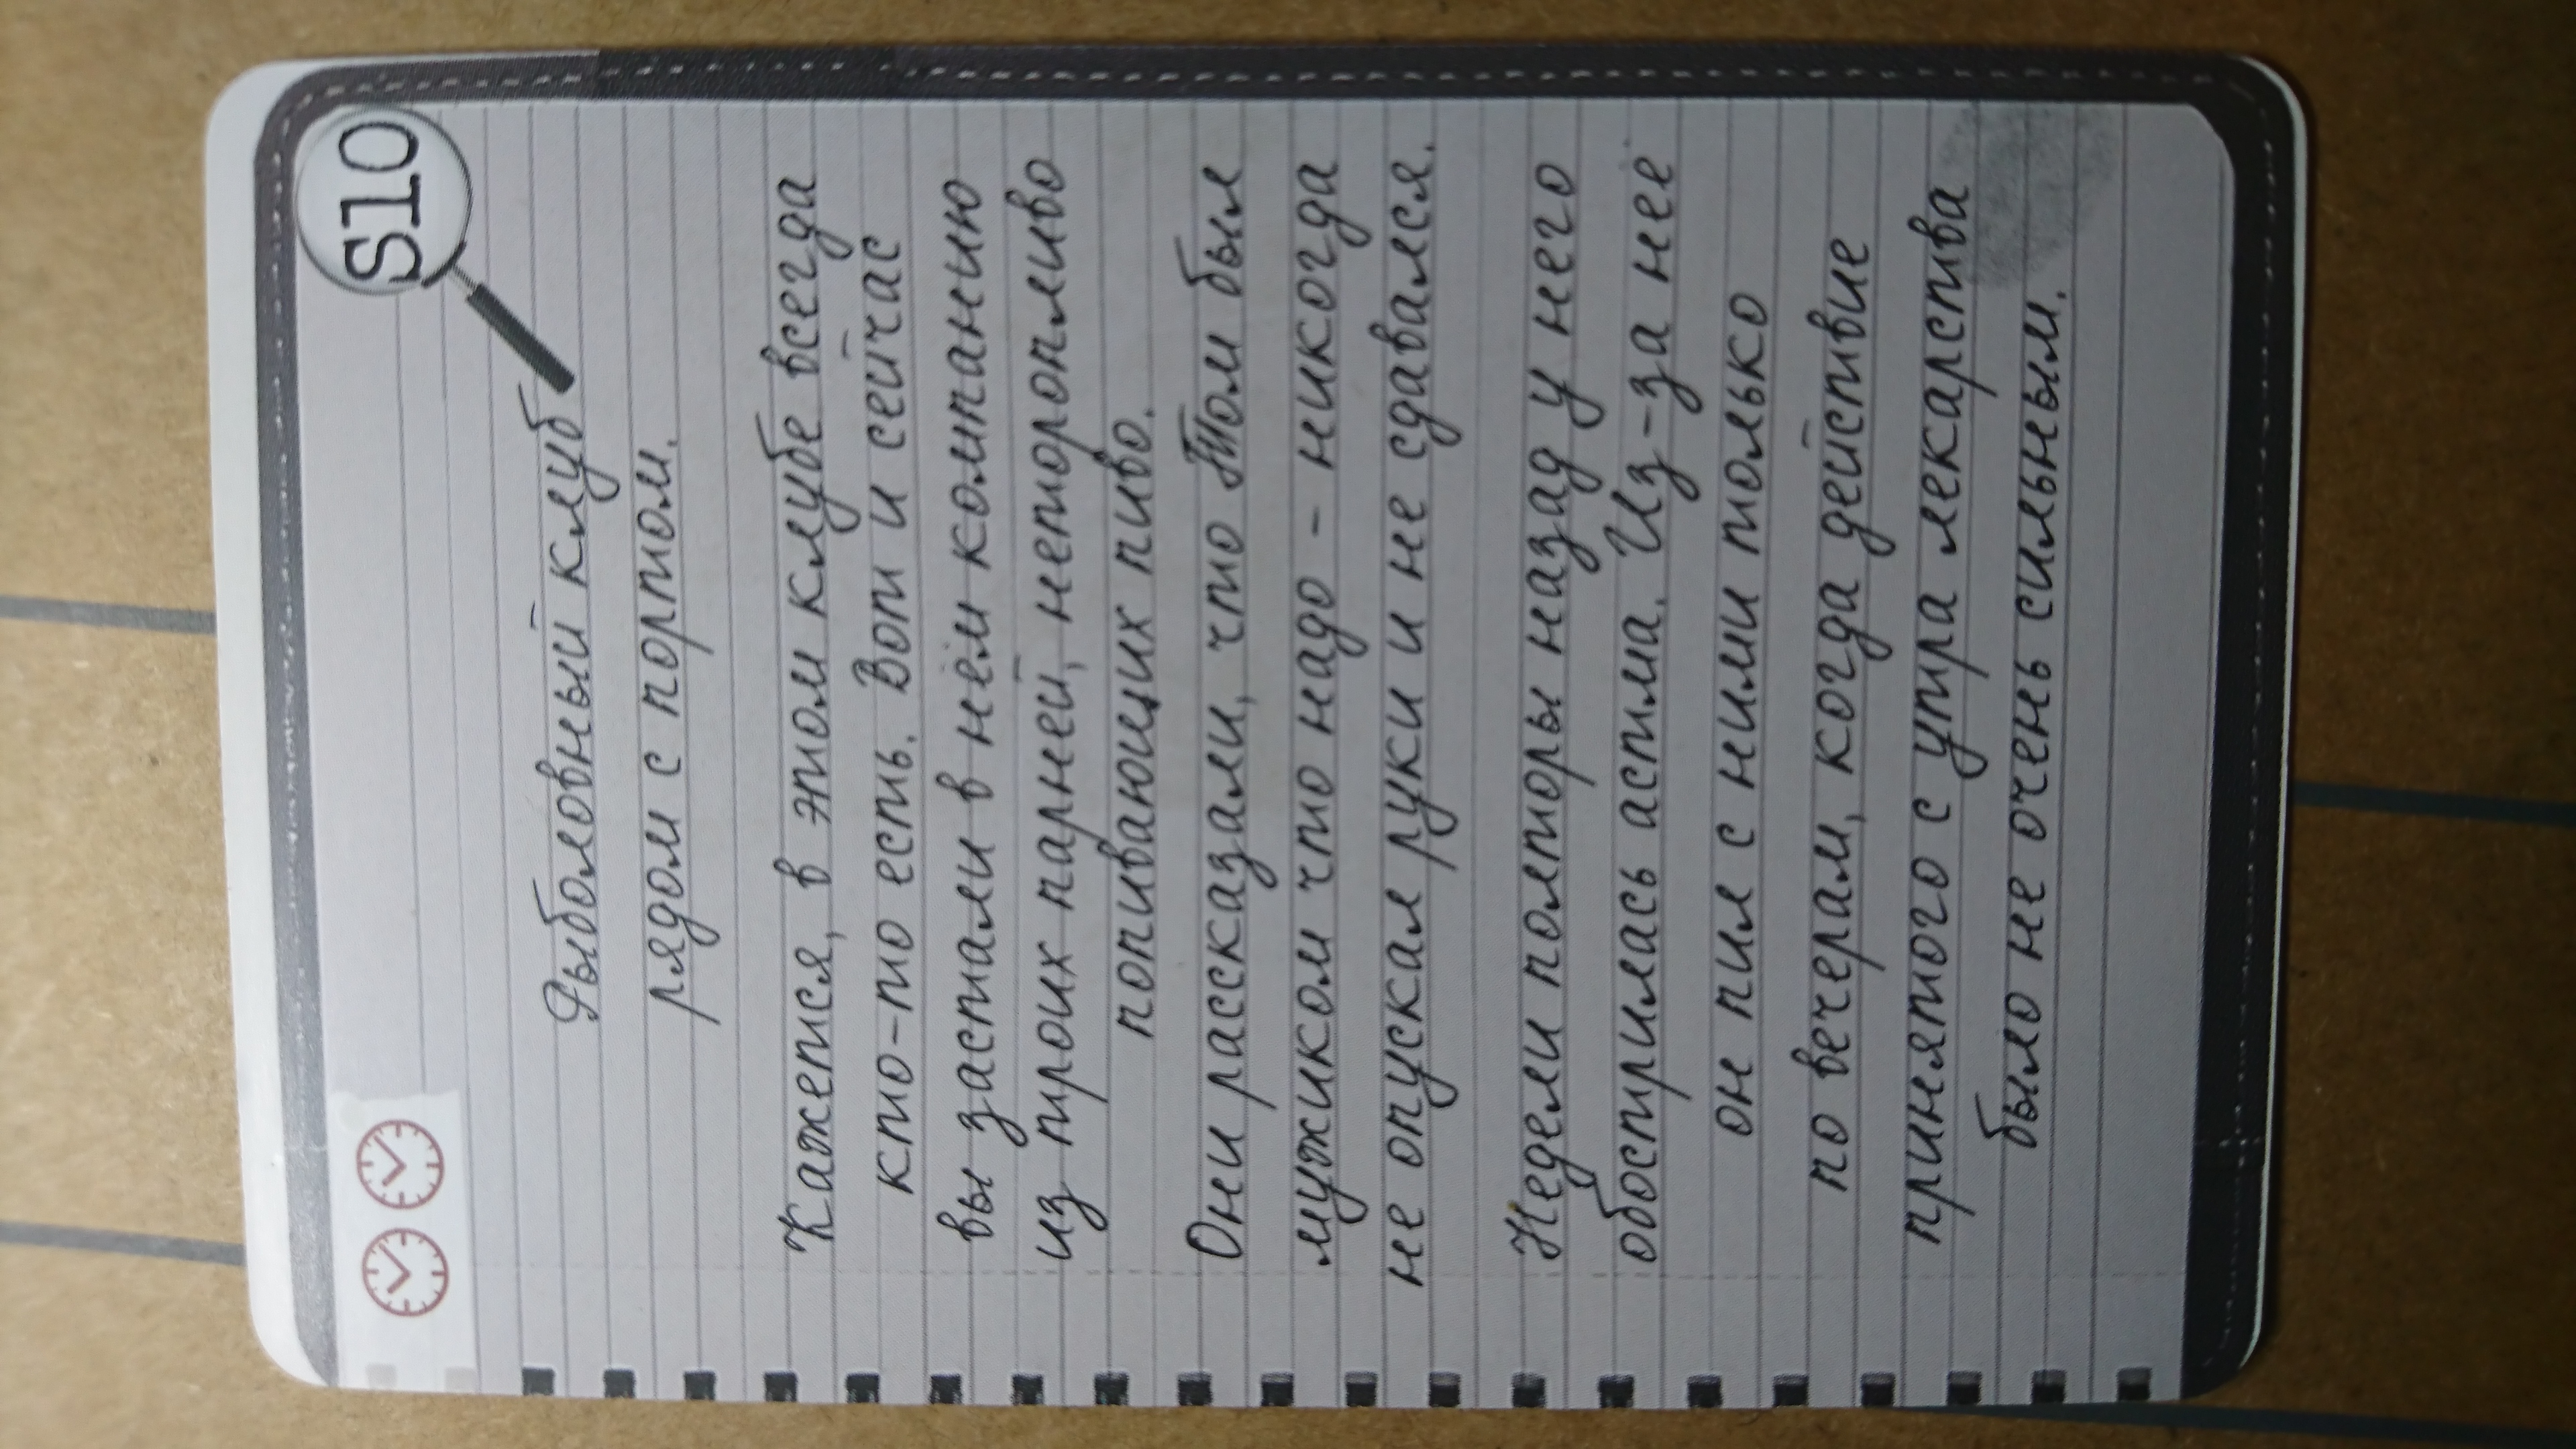 S10
Рыболовный клуб
рядом с портом.
Кажется, в этом клубе всегда
кто-то есть. Вот и сейчас
вы застали в нём компанию
из троих парней, неторопливо
попивающих пиво.
Они рассказали, что Том был
мужиком что надо - никогда
не опускал руки и не сдавался.
Недели полторы назад у него
обострилась астма. Из-за неё
он пил с ними только
по вечерам, когда действие
принятого с утра лекарства
было не очень сильным.